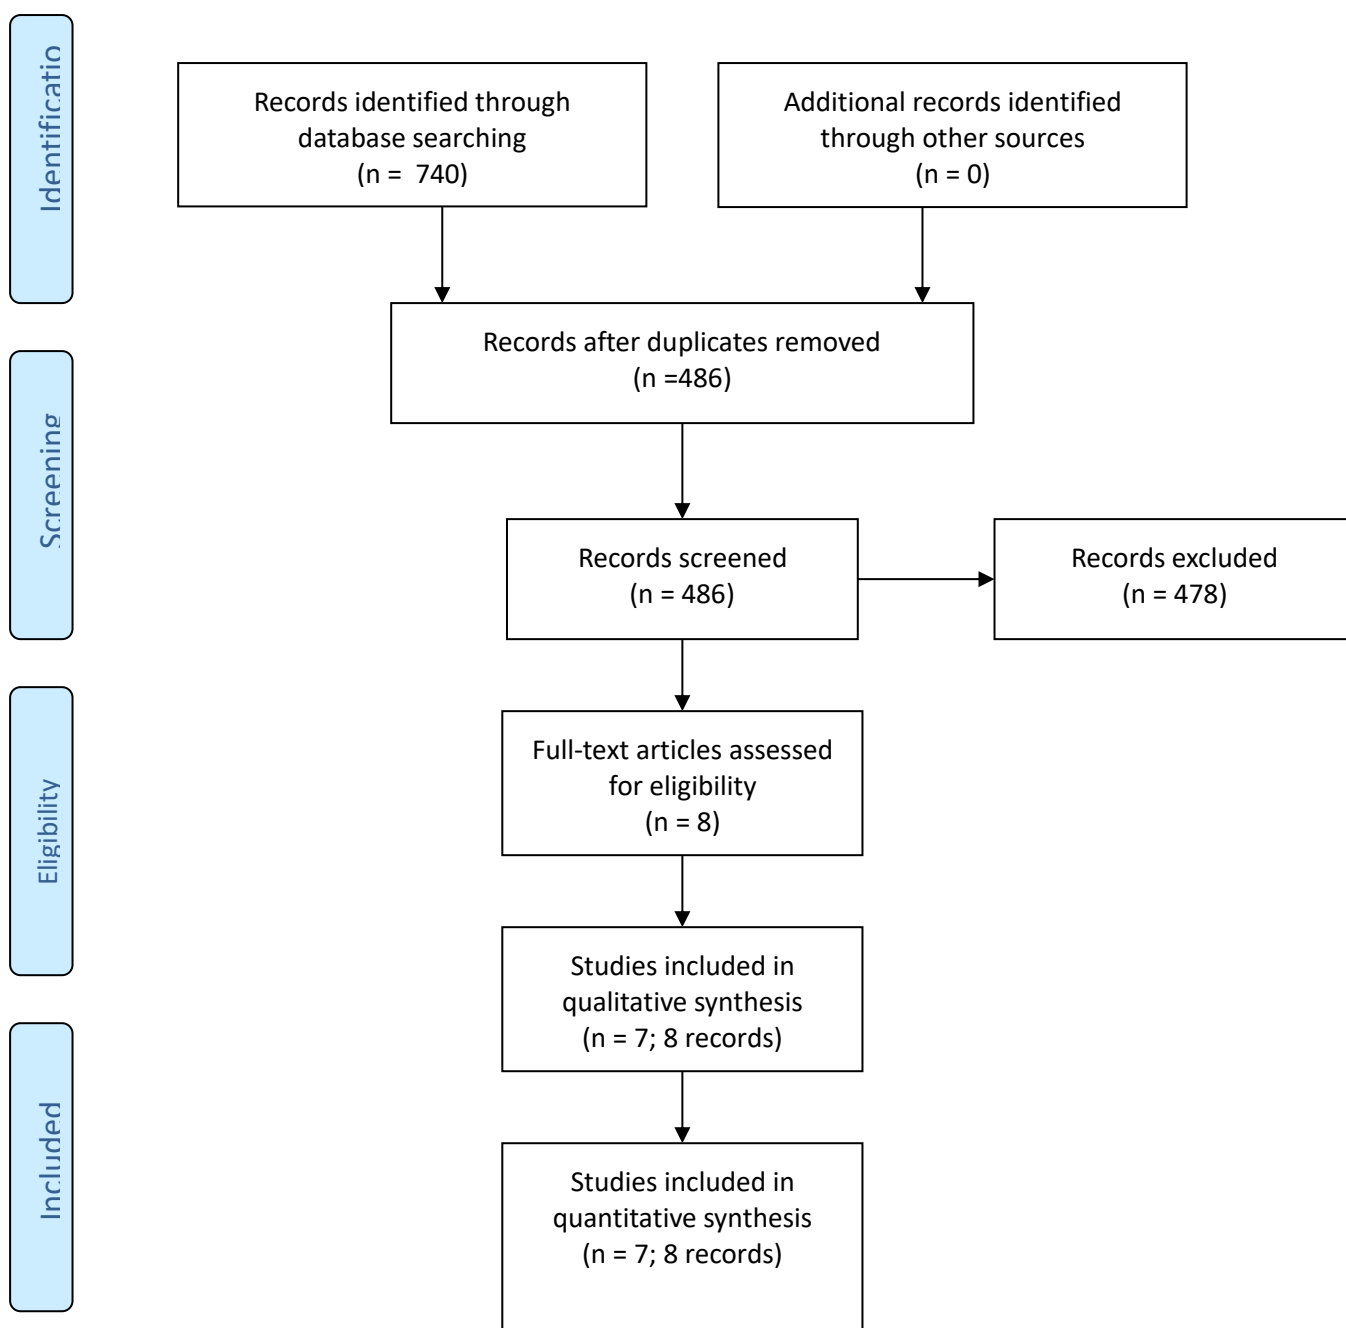 Identificatio
Records identified through
database searching
(n =  740)
Additional records identified
through other sources
(n = 0)
Records after duplicates removed
(n =486)
Screening
Records screened
(n = 486)
Records excluded
(n = 478)
Eligibility
Full-text articles assessed
for eligibility
(n = 8)
Studies included in
qualitative synthesis
(n = 7; 8 records)
Included
Studies included in
quantitative synthesis
(n = 7; 8 records)